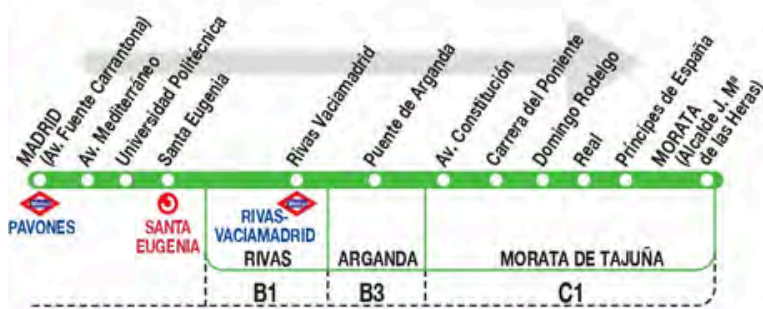 MADRID
(Av. Fuente Carrantona)
Av. Mediterráneo
Universidad Politécnica
Santa Eugenia
Rivas Vaciamadrid
Puente de Arganda
Av. Constitución
Carrera del Poniente
Domingo Rodelgo
Real
Príncipes de España
MORATA
(Alcalde J. Mª
de las Heras)
PAVONES
SANTA
EUGENIA
RIVAS-
VACIAMADRID
RIVAS
ARGANDA
MORATA DE TAJUÑA
B1
B3
C1